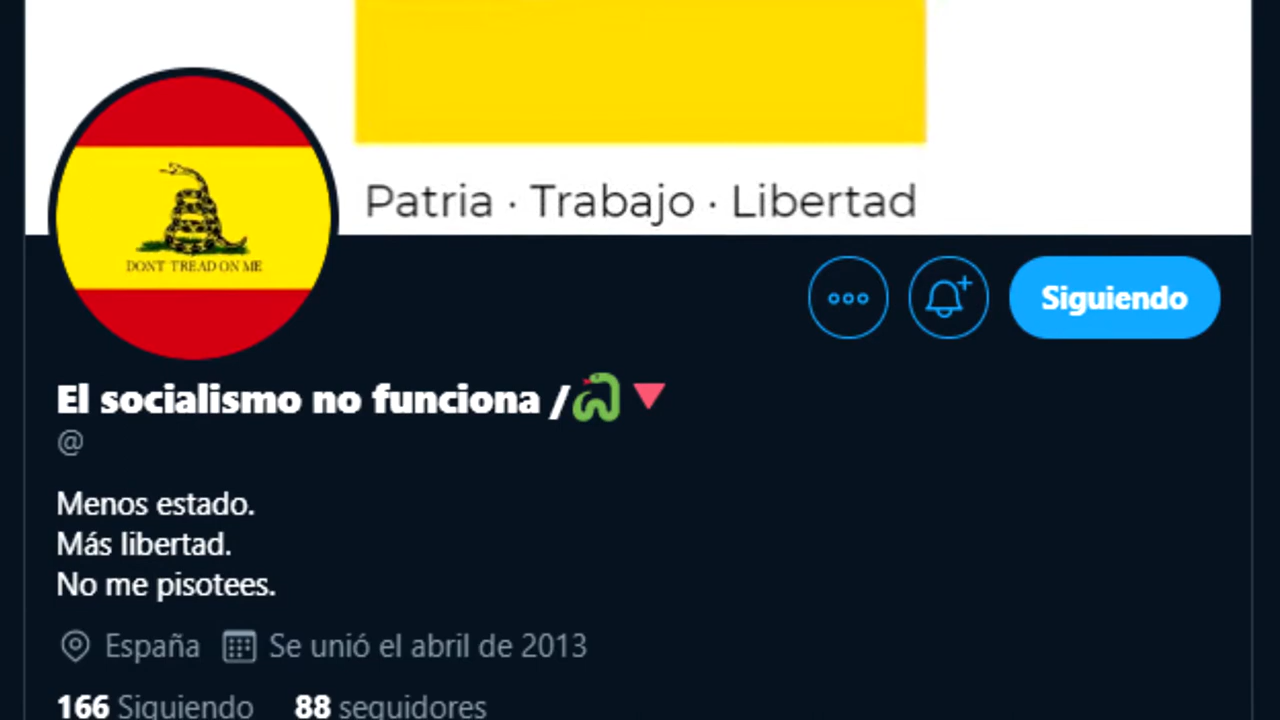 Patria · Trabajo · Libertad
DONT TREAD ON ME
Siguiendo
El socialismo no funciona /🐍🔻
@
Menos estado.
Más libertad.
No me pisotees.
España Se unió el abril de 2013
166 Siguiendo 88 seguidores